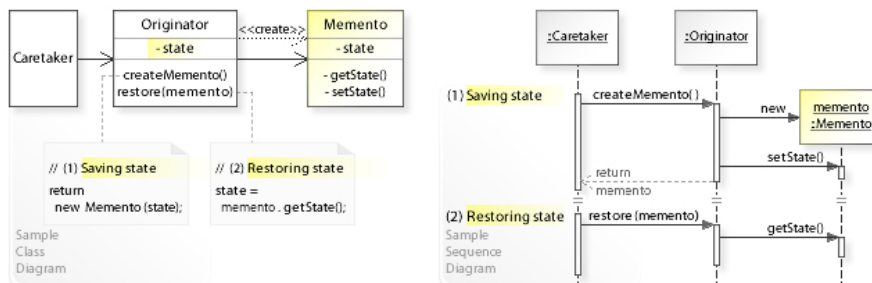 Caretaker
Originator
- state
createMemento()
restore(memento)
<<create>>
Memento
- state
- getState()
- setState()
// (1) Saving state
return
new Memento (state);
// (2) Restoring state
state =
memento . getState();
Sample
Class
Diagram
:Caretaker
:Originator
(1) Saving state
createMemento( )
new
memento
:Memento
setState()
return
memento
(2) Restoring state
restore (memento)
getState()
Sample
Sequence
Diagram